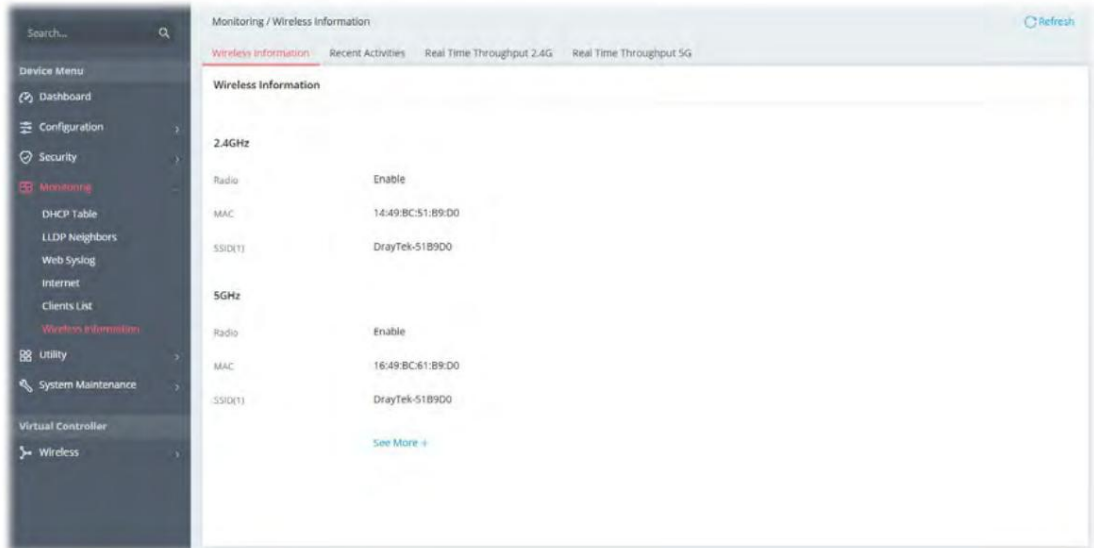 Search...
Device Menu
Dashboard
Configuration
Security
Monitoring
DHCP Table
LLDP Neighbors
Web Syslog
Internet
Clients List
Wireless Information
Utility
System Maintenance
Virtual Controller
Wireless
Monitoring / Wireless Information
Refresh
Wireless Information Recent Activities Real Time Throughput 2.4G Real Time Throughput 5G
Wireless Information
2.4GHz
Radio Enable
MAC 14:49:BC:51:B9:D0
SSID(1) DrayTek-51B9D0
5GHz
Radio Enable
MAC 16:49:BC:61:B9:D0
SSID(1) DrayTek-51B9D0
See More +